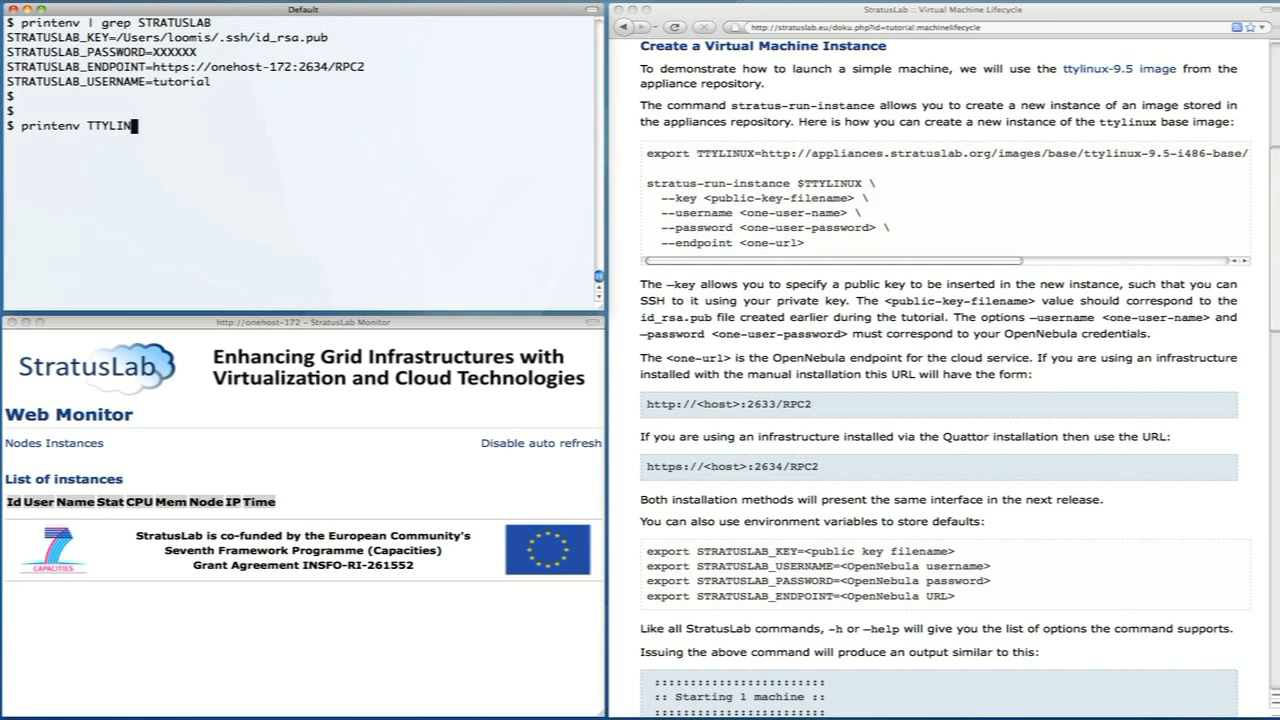 Default
$ printenv | grep STRATUSLAB
STRATUSLAB_KEY=/Users/loomis/.ssh/id_rsa.pub
STRATUSLAB_PASSWORD=XXXXXX
STRATUSLAB_ENDPOINT=https://onehost-172:2634/RPC2
STRATUSLAB_USERNAME=tutorial
$
$
$ printenv TTYLIN
http://onehost-172 – StratusLab Monitor
StratusLab
Enhancing Grid Infrastructures with
Virtualization and Cloud Technologies
Web Monitor
Nodes Instances
Disable auto refresh
List of instances
Id User Name Stat CPU Mem Node IP Time
7
CAPACITIES
StratusLab is co-funded by the European Community's
Seventh Framework Programme (Capacities)
Grant Agreement INSFO-RI-261552
StratusLab :: Virtual Machine Lifecycle
http://stratuslab.eu/doku.php?id=tutorial:machinelifecycle
Create a Virtual Machine Instance
To demonstrate how to launch a simple machine, we will use the ttylinux-9.5 image from the
appliance repository.
The command stratus-run-instance allows you to create a new instance of an image stored in
the appliances repository. Here is how you can create a new instance of the ttylinux base image:
export TTYLINUX=http://appliances.stratuslab.org/images/base/ttylinux-9.5-i486-base/
stratus-run-instance $TTYLINUX \
--key <public-key-filename> \
--username <one-user-name> \
--password <one-user-password> \
--endpoint <one-url>
The –key allows you to specify a public key to be inserted in the new instance, such that you can
SSH to it using your private key. The <public-key-filename> value should correspond to the
id_rsa.pub file created earlier during the tutorial. The options –username <one-user-name> and
–password <one-user-password> must correspond to your OpenNebula credentials.
The <one-url> is the OpenNebula endpoint for the cloud service. If you are using an infrastructure
installed with the manual installation this URL will have the form:
http://<host>:2633/RPC2
If you are using an infrastructure installed via the Quattor installation then use the URL:
https://<host>:2634/RPC2
Both installation methods will present the same interface in the next release.
You can also use environment variables to store defaults:
export STRATUSLAB_KEY=<public key filename>
export STRATUSLAB_USERNAME=<OpenNebula username>
export STRATUSLAB_PASSWORD=<OpenNebula password>
export STRATUSLAB_ENDPOINT=<OpenNebula URL>
Like all StratusLab commands, -h or –help will give you the list of options the command supports.
Issuing the above command will produce an output similar to this:
::::::::::::::::::::::::
:: Starting 1 machine ::
::::::::::::::::::::::::